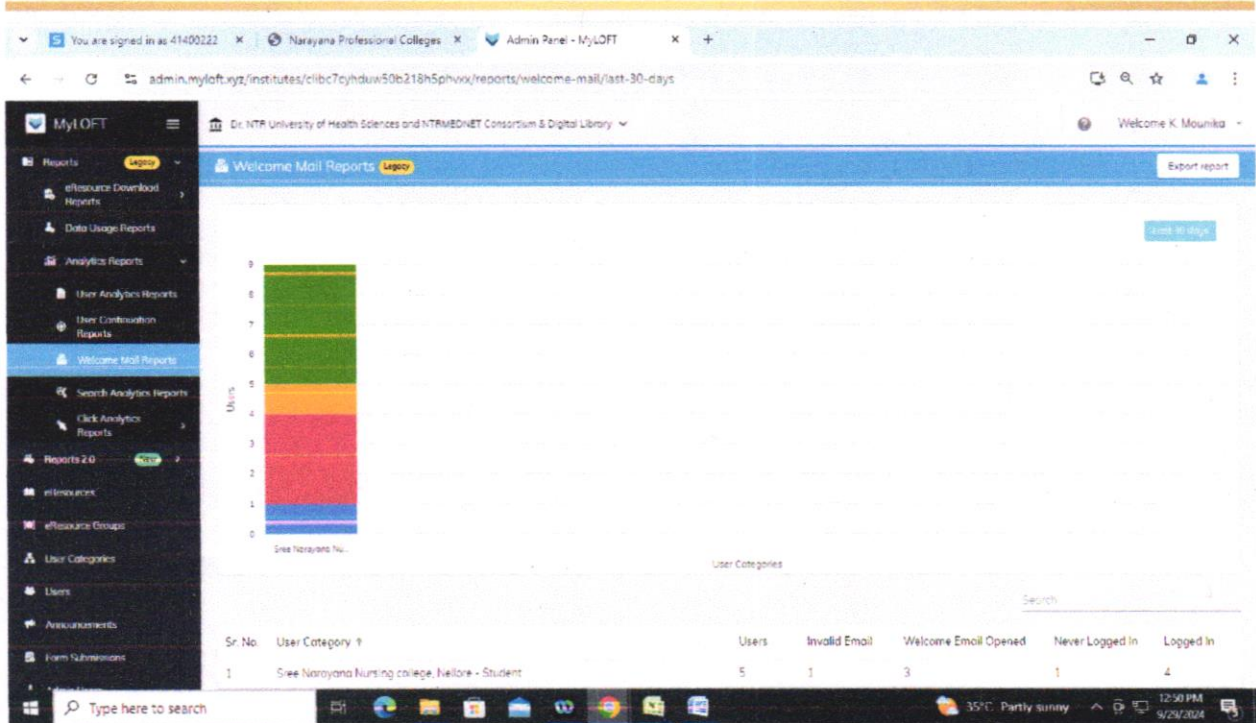 You are signed in as 41400222
Narayana Professional Colleges
Admin Panel - MyLOFT
admin.myloft.xyz/institutes/clibc7cyhduw50b218h5phvxx/reports/welcome-mail/last-30-days
MyLOFT
Dr. NTR University of Health Sciences and NTRMEDNET Consortium & Digital Library
Welcome K. Mounika
Reports Legacy
Welcome Mail Reports Legacy
Export report
eResource Download
Reports
Data Usage Reports
Last 30 days
Analytics Reports
User Analytics Reports
User Continuation
Reports
Welcome Mail Reports
Search Analytics Reports
Click Analytics
Reports
Reports 2.0 New
eResources
eResource Groups
User Categories
Users
Announcements
Form Submissions
9
8
7
6
5
4
3
2
1
0
Users
Sree Narayana Nu...
User Categories
Search
Sr. No. User Category ↑ Users Invalid Email Welcome Email Opened Never Logged In Logged In
1 Sree Narayana Nursing college, Nellore - Student 5 1 3 1 4
Type here to search
35°C Partly sunny
12:50 PM
9/29/2024